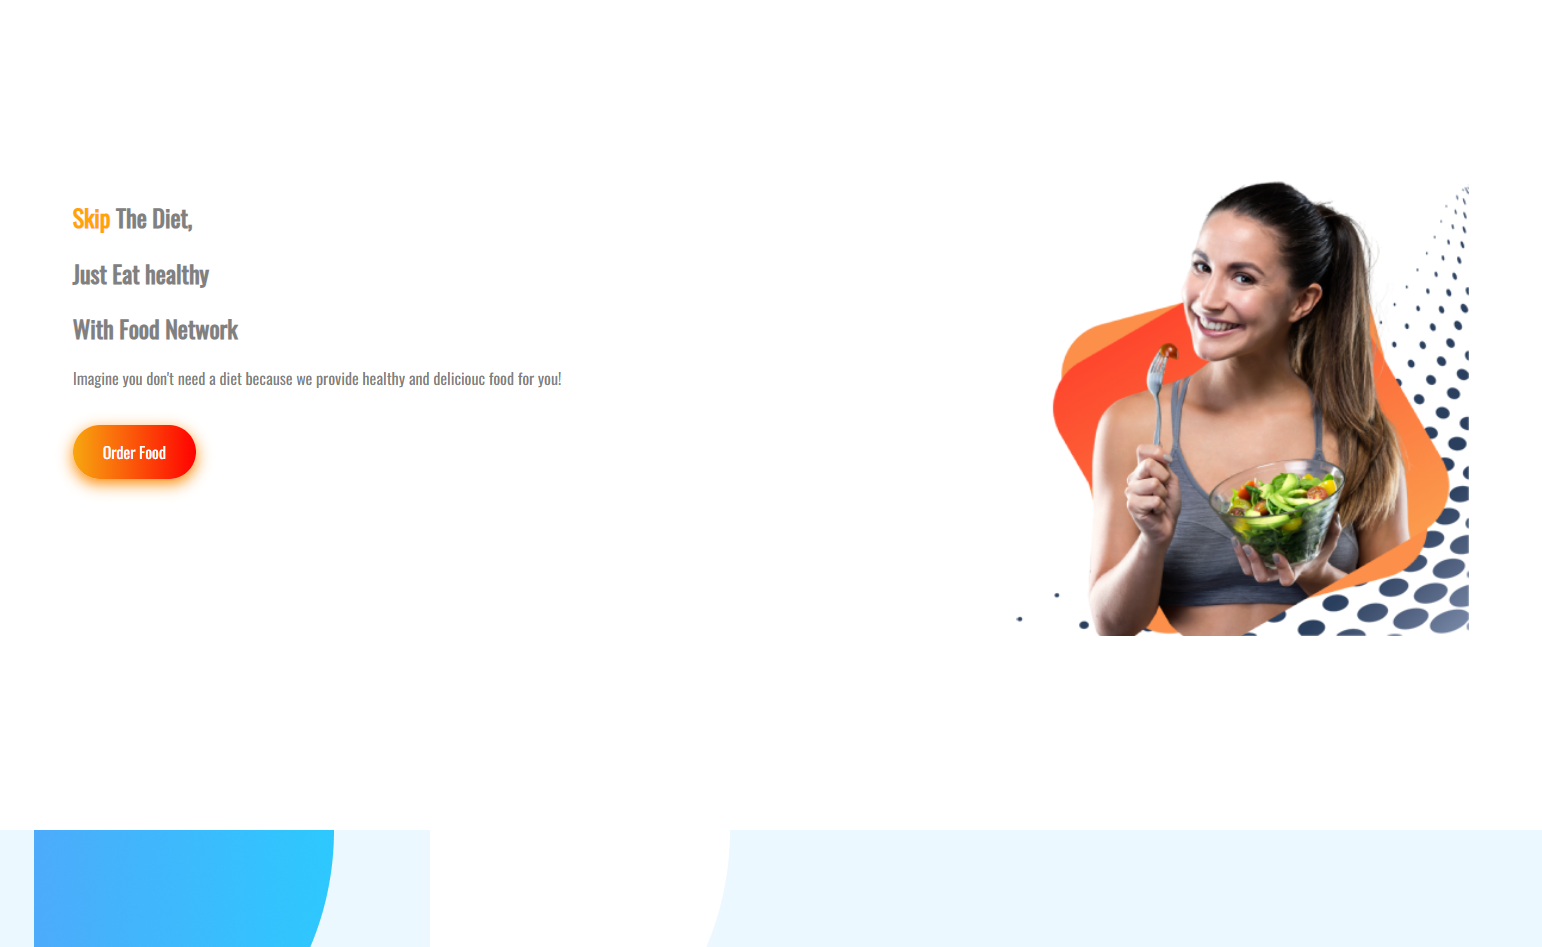 Skip The Diet,
Just Eat healthy
With Food Network
Imagine you don't need a diet because we provide healthy and deliciouc food for you!
Order Food